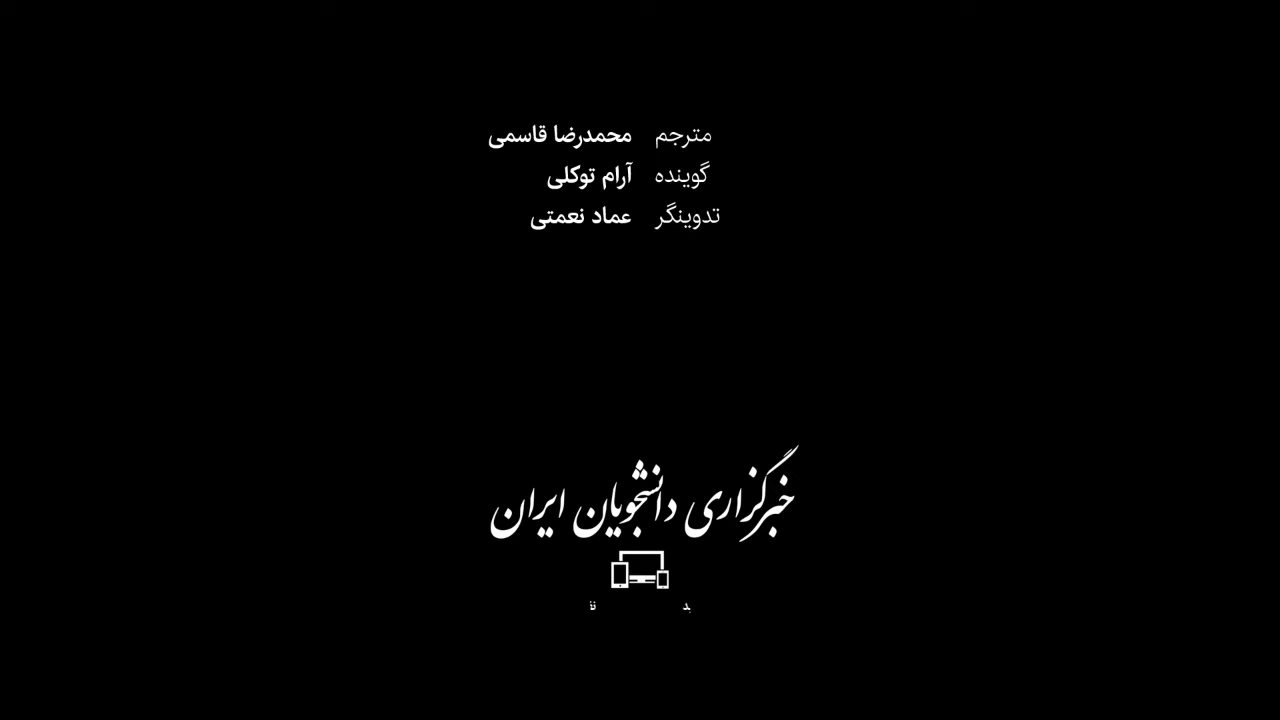 مترجم محمدرضا قاسمی
گوینده آرام توکلی
تدوینگر عماد نعمتی
خبرگزاری دانشجویان ایران